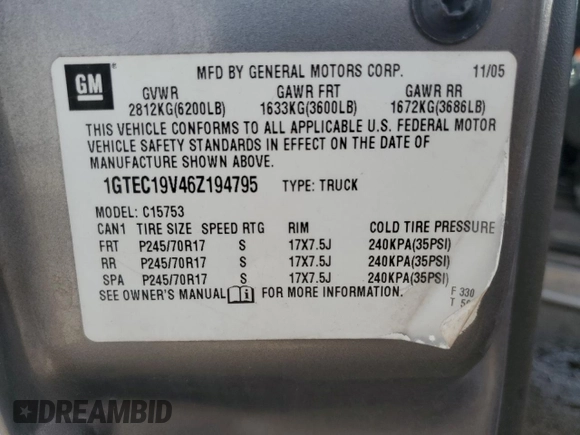 GM
MFD BY GENERAL MOTORS CORP. 11/05
GVWR GAWR FRT GAWR RR
2812KG(6200LB) 1633KG(3600LB) 1672KG(3686LB)
THIS VEHICLE CONFORMS TO ALL APPLICABLE U.S. FEDERAL MOTOR
VEHICLE SAFETY STANDARDS IN EFFECT ON THE DATE OF
MANUFACTURE SHOWN ABOVE.
1GTEC19V46Z194795 TYPE: TRUCK
MODEL: C15753
CAN1 TIRE SIZE SPEED RTG RIM COLD TIRE PRESSURE
FRT P245/70R17 S 17X7.5J 240KPA(35PSI)
RR P245/70R17 S 17X7.5J 240KPA(35PSI)
SPA P245/70R17 S 17X7.5J 240KPA(35PSI)
SEE OWNER'S MANUAL i FOR MORE INFORMATION.
F 330
T
DREAMBID